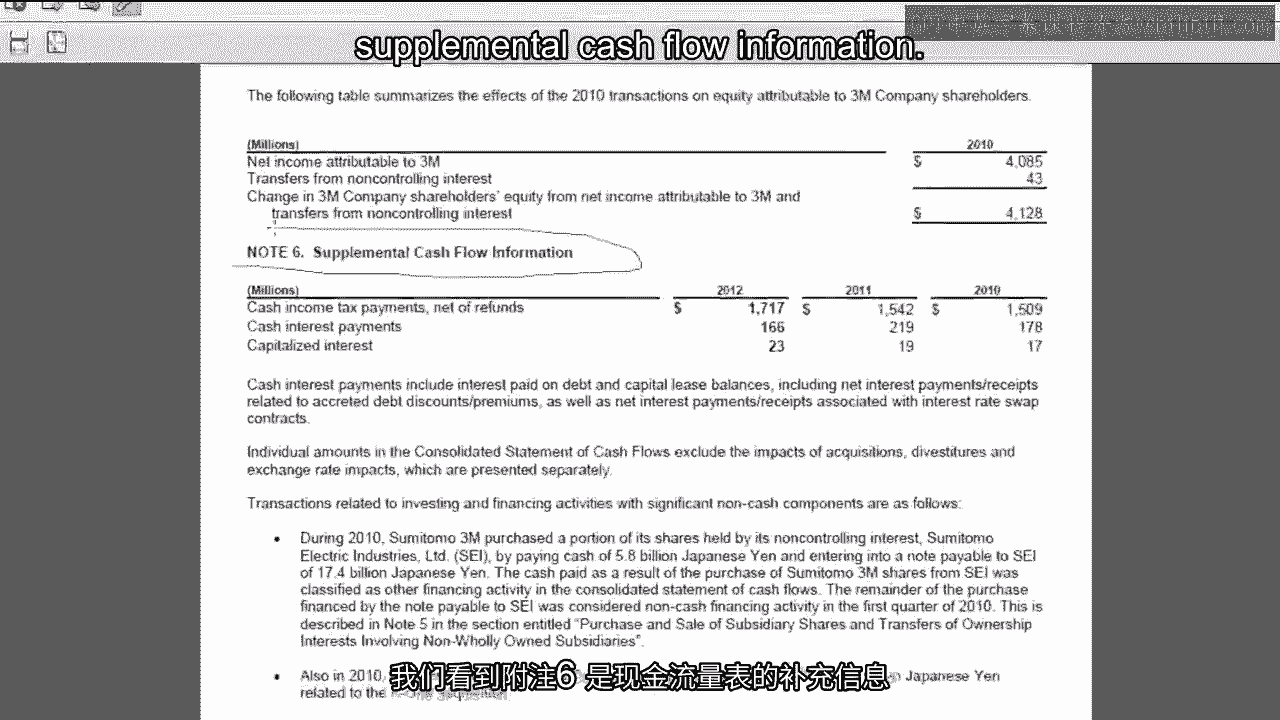 supplemental cash flow information.
The following table summarizes the effects of the 2010 transactions on equity attributable to 3M Company shareholders.
(Millions) 2010
Net income attributable to 3M $ 4,085
Transfers from noncontrolling interest 43
Change in 3M Company shareholders' equity from net income attributable to 3M and
transfers from noncontrolling interest $ 4,128
NOTE 6. Supplemental Cash Flow Information
(Millions) 2012 2011 2010
Cash income tax payments, net of refunds $ 1,717 $ 1,542 $ 1,509
Cash interest payments 166 219 178
Capitalized interest 23 19 17
Cash interest payments include interest paid on debt and capital lease balances, including net interest payments/receipts
related to accreted debt discounts/premiums, as well as net interest payments/receipts associated with interest rate swap
contracts.
Individual amounts in the Consolidated Statement of Cash Flows exclude the impacts of acquisitions, divestitures and
exchange rate impacts, which are presented separately.
Transactions related to investing and financing activities with significant non-cash components are as follows:
• During 2010, Sumitomo 3M purchased a portion of its shares held by its noncontrolling interest, Sumitomo
Electric Industries, Ltd. (SEI), by paying cash of 5.8 billion Japanese Yen and entering into a note payable to SEI
of 17.4 billion Japanese Yen. The cash paid as a result of the purchase of Sumitomo 3M shares from SEI was
classified as other financing activity in the consolidated statement of cash flows. The remainder of the purchase
financed by the note payable to SEI was considered non-cash financing activity in the first quarter of 2010. This is
described in Note 5 in the section entitled "Purchase and Sale of Subsidiary Shares and Transfers of Ownership
Interests Involving Non-Wholly Owned Subsidiaries".
• Also in 2010, Japanese Yen
related to the
我们看到附注6 是现金流量表的补充信息